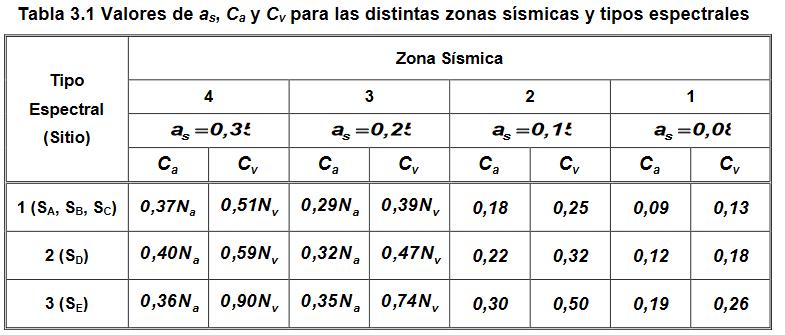 Tabla 3.1 Valores de as, Ca y Cv para las distintas zonas sísmicas y tipos espectrales
Tipo Espectral (Sitio) Zona Sísmica
4 3 2 1
as =0,35 as =0,25 as =0,15 as =0,08
Ca Cv Ca Cv Ca Cv Ca Cv
1 (SA, SB, SC) 0,37Na 0,51Nv 0,29Na 0,39Nv 0,18 0,25 0,09 0,13
2 (SD) 0,40Na 0,59Nv 0,32Na 0,47Nv 0,22 0,32 0,12 0,18
3 (SE) 0,36Na 0,90Nv 0,35Na 0,74Nv 0,30 0,50 0,19 0,26